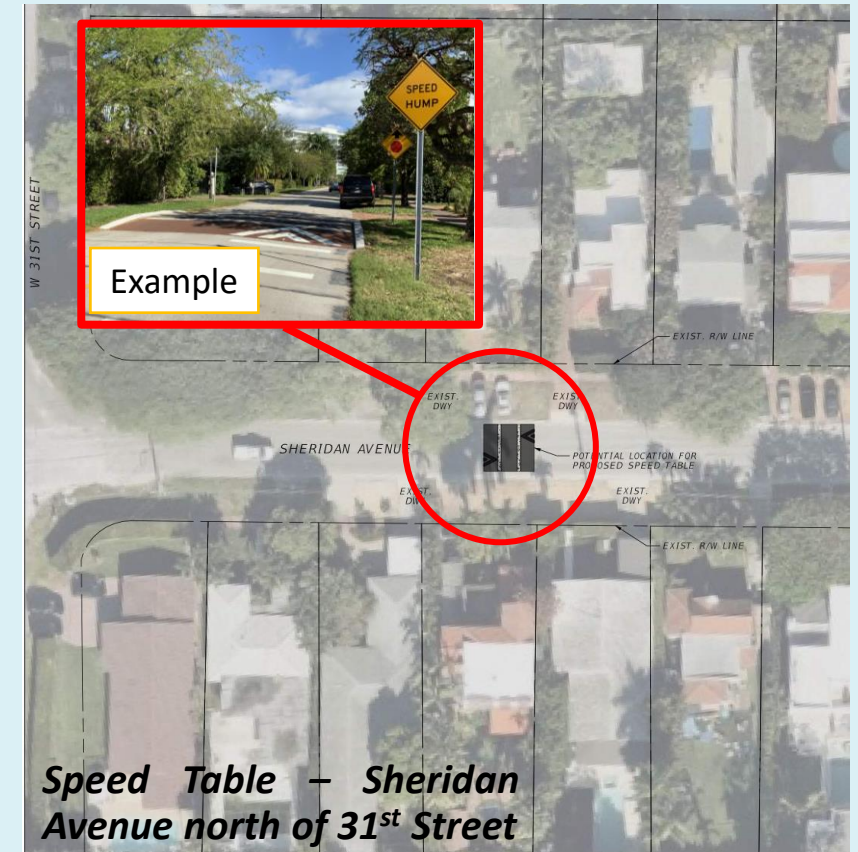 SPEED
HUMP
Example
W 31ST STREET
EXIST. R/W LINE
EXIST.
DWY
EXIST.
DWY
SHERIDAN AVENUE
POTENTIAL LOCATION FOR
PROPOSED SPEED TABLE
EXIST.
DWY
EXIST.
DWY
EXIST. R/W LINE
Speed Table – Sheridan
Avenue north of 31st Street